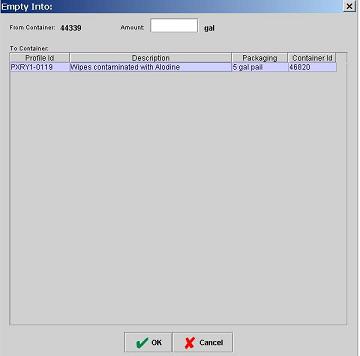 Empty Into:
From Container: 44339 Amount: gal
To Container:
Profile Id Description Packaging Container Id
PXRY1-0119 Wipes contaminated with Alodine 5 gal pail 46820
OK Cancel